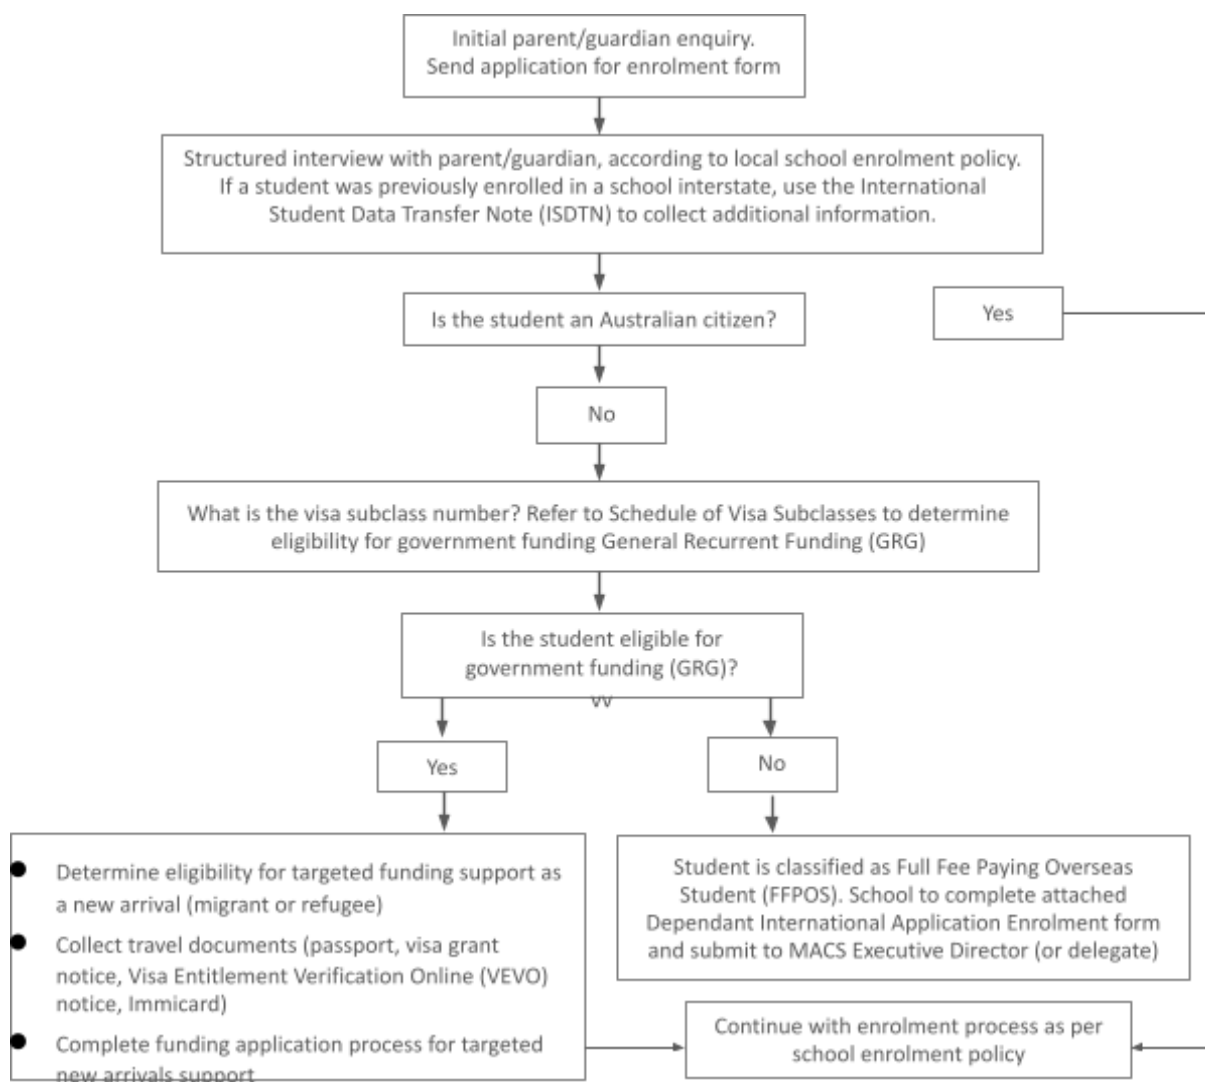 Initial parent/guardian enquiry.
Send application for enrolment form
Structured interview with parent/guardian, according to local school enrolment policy.
If a student was previously enrolled in a school interstate, use the International
Student Data Transfer Note (ISDTN) to collect additional information.
Is the student an Australian citizen?
Yes
No
What is the visa subclass number? Refer to Schedule of Visa Subclasses to determine
eligibility for government funding General Recurrent Funding (GRG)
Is the student eligible for
government funding (GRG)?
vv
Yes
No
Determine eligibility for targeted funding support as
a new arrival (migrant or refugee)
Collect travel documents (passport, visa grant
notice, Visa Entitlement Verification Online (VEVO)
notice, Immicard)
Complete funding application process for targeted
new arrivals support
Student is classified as Full Fee Paying Overseas
Student (FFPOS). School to complete attached
Dependant International Application Enrolment form
and submit to MACS Executive Director (or delegate)
Continue with enrolment process as per
school enrolment policy